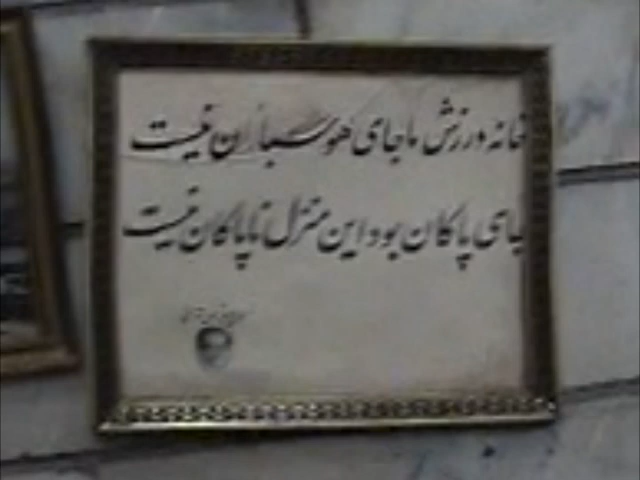 خانه ورزش ما جای هوسبازان نیست
جای پاکان بود این منزل ناپاکان نیست